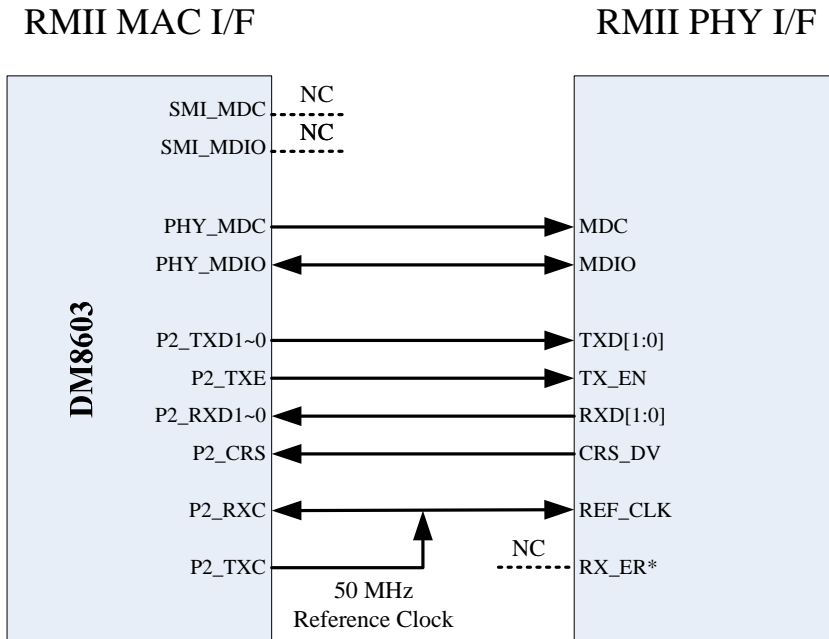 RMII MAC I/F
RMII PHY I/F
SMI_MDC
NC
SMI_MDIO
NC
PHY_MDC
MDC
PHY_MDIO
MDIO
DM8603
P2_TXD1~0
TXD[1:0]
P2_TXE
TX_EN
P2_RXD1~0
RXD[1:0]
P2_CRS
CRS_DV
P2_RXC
REF_CLK
P2_TXC
NC
RX_ER*
50 MHz
Reference Clock